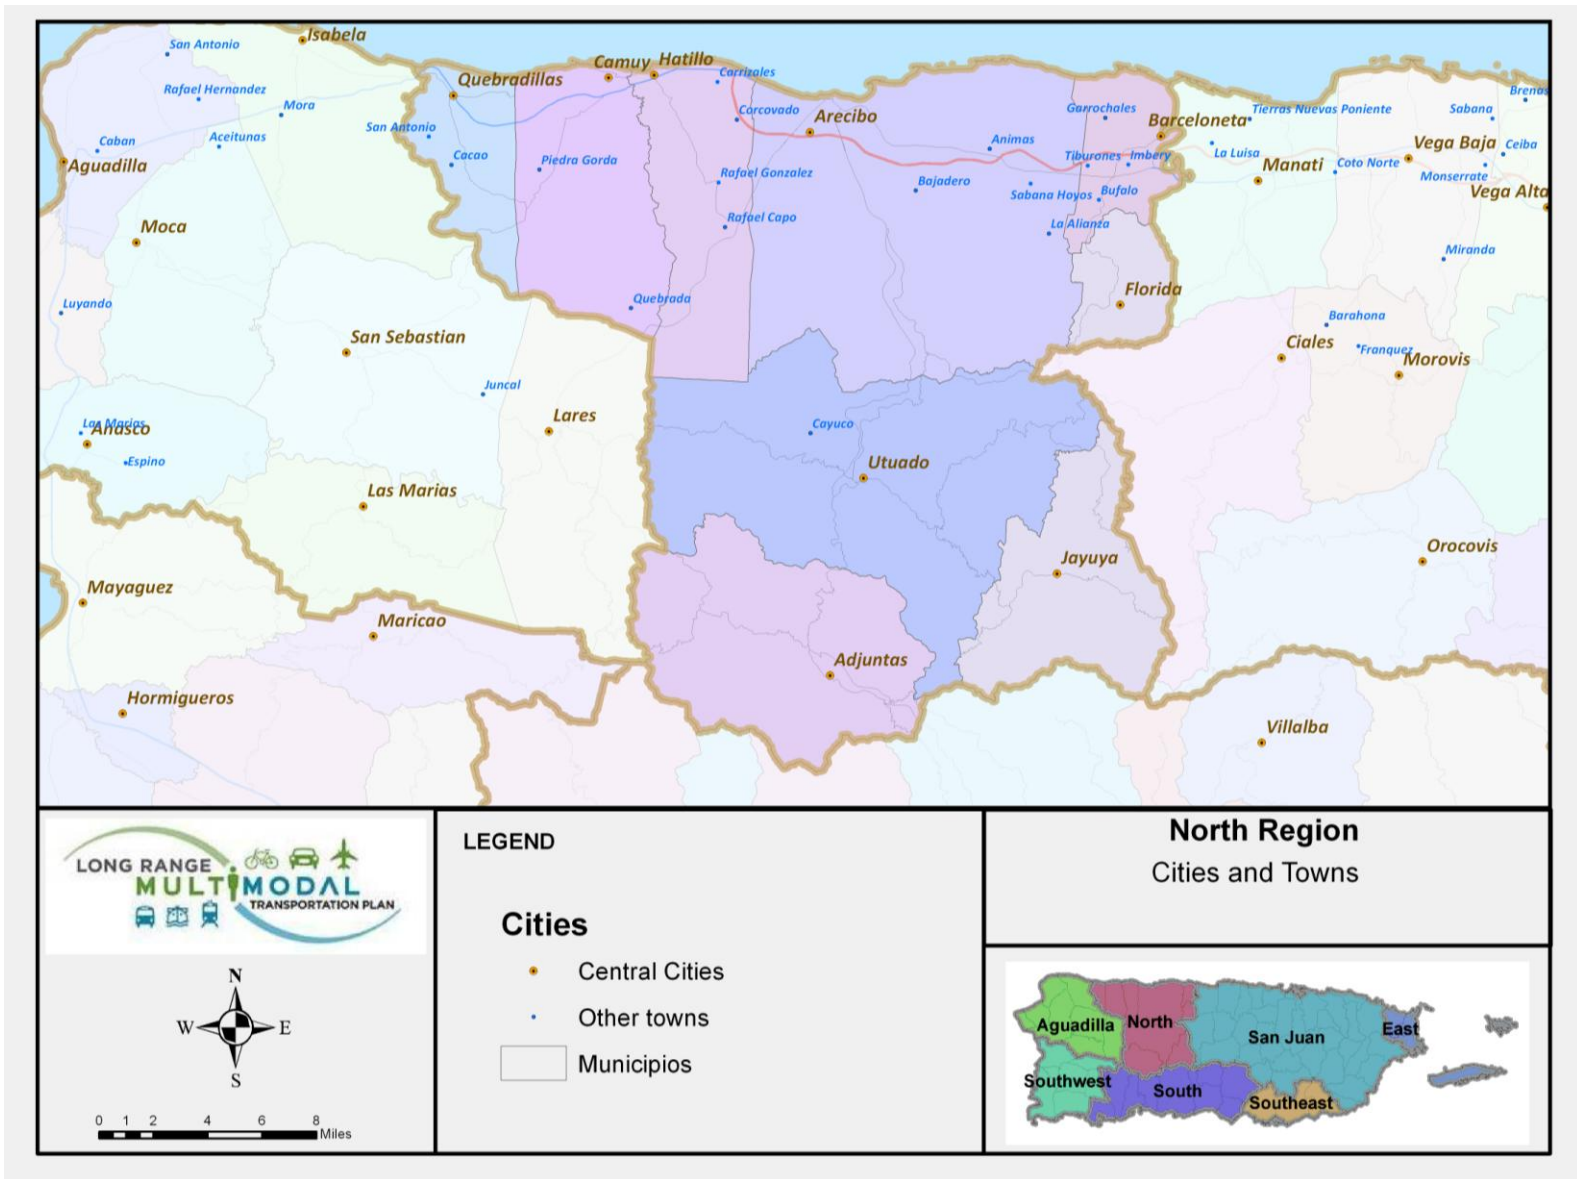 Isabela
San Antonio
Camuy
Hatillo
Quebradillas
Carrizales
Rafael Hernandez
Mora
Corcovado
Arecibo
Garrochales
Barceloneta
Tierras Nuevas Poniente
Sabana
Brenas
San Antonio
Aceitunas
Caban
Aguadilla
Cacao
Piedra Gorda
Animas
Tiburones
Imbery
La Luisa
Manati
Coto Norte
Vega Baja
Ceiba
Monserrate
Vega Alta
Rafael Gonzalez
Bajadero
Sabana Hoyos
Bufalo
Moca
Rafael Capo
La Alianza
Miranda
Luyando
Quebrada
Florida
San Sebastian
Barahona
Ciales
Franquez
Morovis
Juncal
Lares
Las Marias
Anasco
Espino
Cayuco
Utuado
Las Marias
Jayuya
Orocovis
Mayaguez
Maricao
Adjuntas
Hormigueros
Villalba
LONG RANGE
MULTIMODAL
TRANSPORTATION PLAN
N
W E
S
0 1 2 4 6 8
Miles
LEGEND
Cities
Central Cities
Other towns
Municipios
North Region
Cities and Towns
Aguadilla
North
San Juan
East
Southwest
South
Southeast